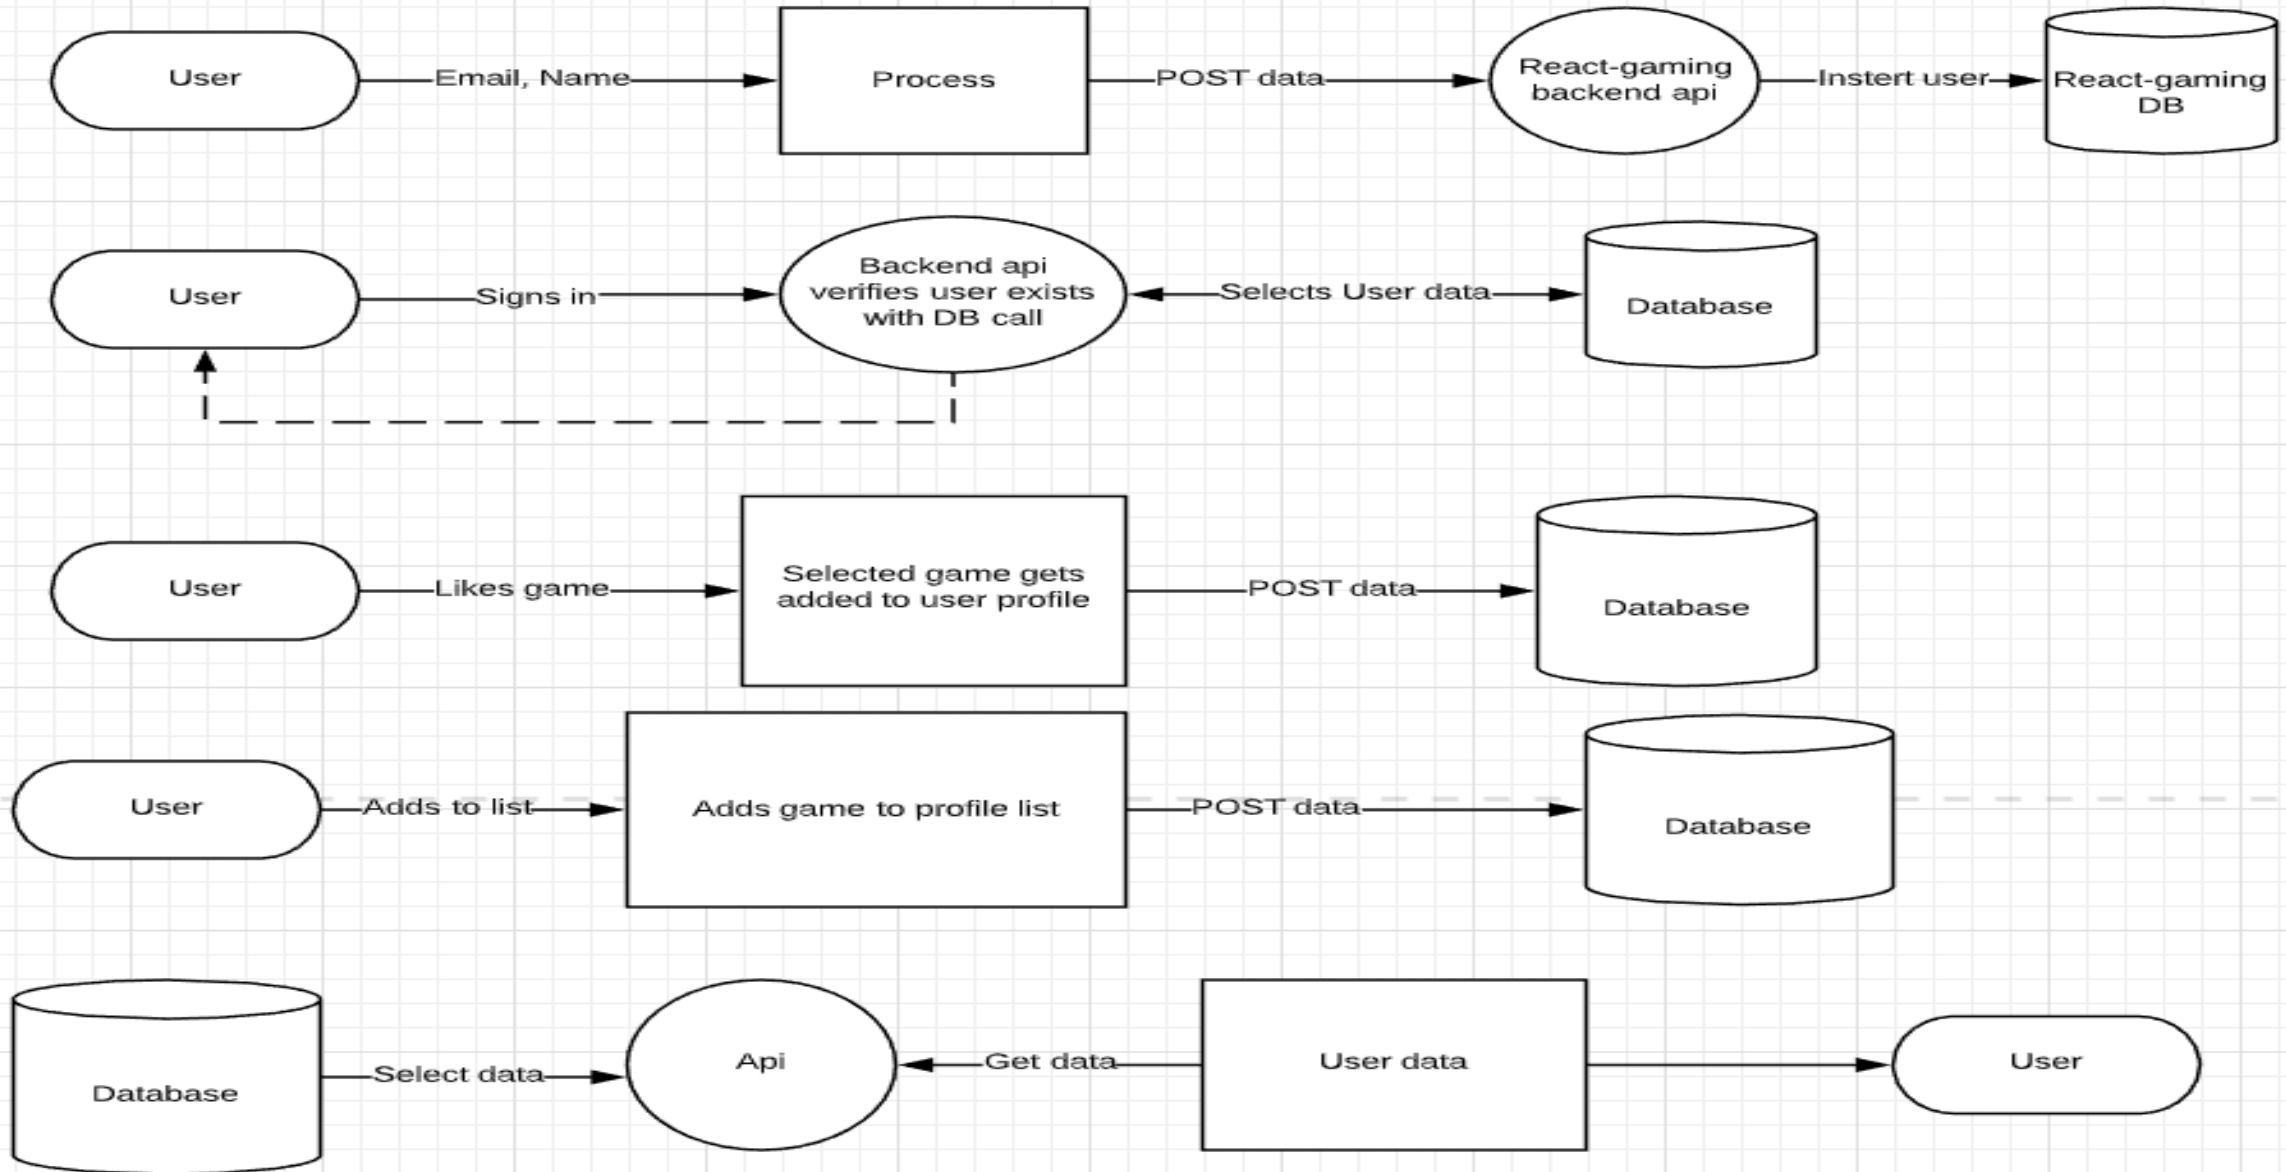 User
Email, Name
Process
POST data
React-gaming
backend api
Instert user
React-gaming
DB
User
Signs in
Backend api
verifies user exists
with DB call
Selects User data
Database
User
Likes game
Selected game gets
added to user profile
POST data
Database
User
Adds to list
Adds game to profile list
POST data
Database
Database
Select data
Api
Get data
User data
User